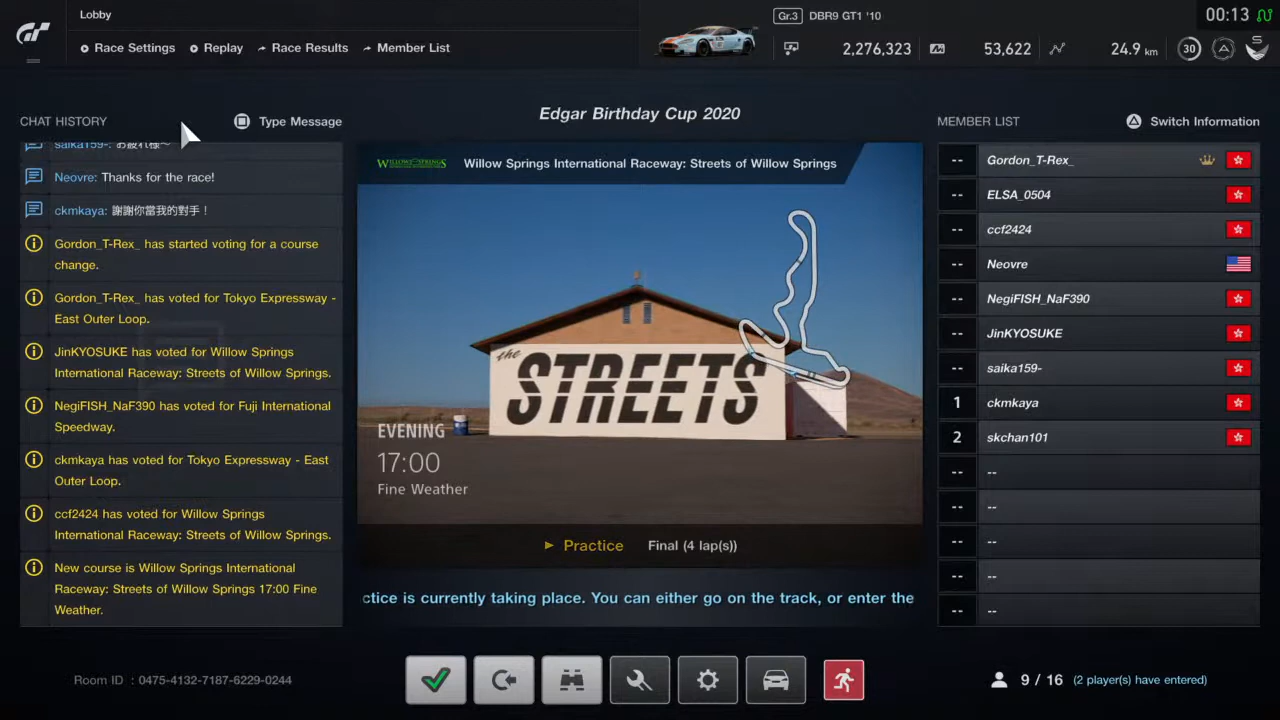 Lobby
Race Settings
Replay
Race Results
Member List
Gr.3
DBR9 GT1 '10
2,276,323
53,622
24.9 km
30
00:13
S
CHAT HISTORY
Type Message
saika159-: お疲れ様〜
Neovre: Thanks for the race!
ckmkaya: 謝謝你當我的對手！
Gordon_T-Rex_ has started voting for a course
change.
Gordon_T-Rex_ has voted for Tokyo Expressway -
East Outer Loop.
JinKYOSUKE has voted for Willow Springs
International Raceway: Streets of Willow Springs.
NegiFISH_NaF390 has voted for Fuji International
Speedway.
ckmkaya has voted for Tokyo Expressway - East
Outer Loop.
ccf2424 has voted for Willow Springs
International Raceway: Streets of Willow Springs.
New course is Willow Springs International
Raceway: Streets of Willow Springs 17:00 Fine
Weather.
Edgar Birthday Cup 2020
WILLOW SPRINGS
Willow Springs International Raceway: Streets of Willow Springs
the
STREETS
EVENING
17:00
Fine Weather
Practice
Final (4 lap(s))
ctice is currently taking place. You can either go on the track, or enter the
MEMBER LIST
Switch Information
-- Gordon_T-Rex_
-- ELSA_0504
-- ccf2424
-- Neovre
-- NegiFISH_NaF390
-- JinKYOSUKE
-- saika159-
1 ckmkaya
2 skchan101
-- --
-- --
-- --
-- --
-- --
Room ID : 0475-4132-7187-6229-0244
9 / 16
(2 player(s) have entered)